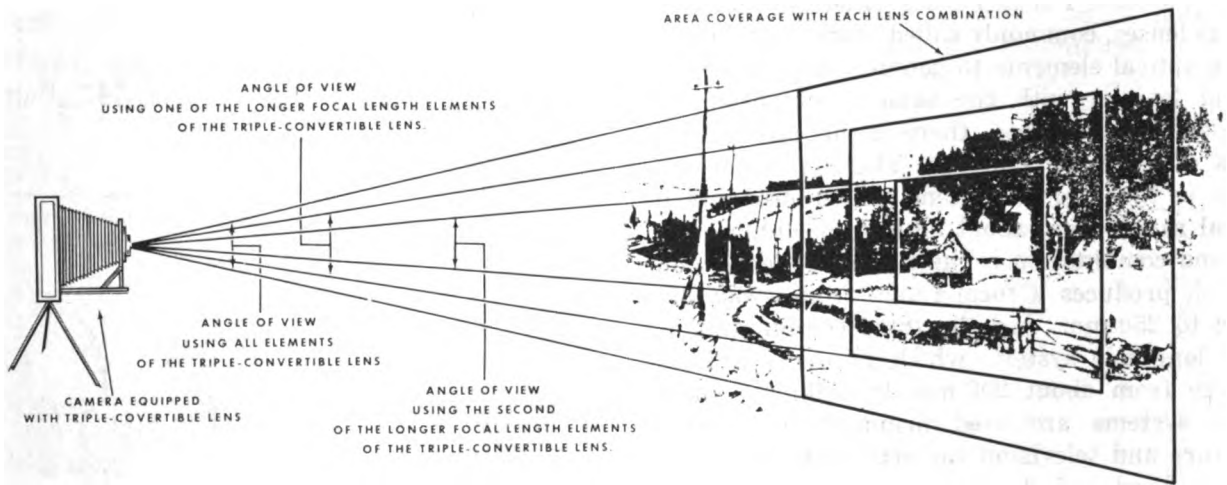 AREA COVERAGE WITH EACH LENS COMBINATION
ANGLE OF VIEW
USING ONE OF THE LONGER FOCAL LENGTH ELEMENTS
OF THE TRIPLE-CONVERTIBLE LENS.
ANGLE OF VIEW
USING ALL ELEMENTS
OF THE TRIPLE-CONVERTIBLE LENS
ANGLE OF VIEW
USING THE SECOND
OF THE LONGER FOCAL LENGTH ELEMENTS
OF THE TRIPLE-CONVERTIBLE LENS.
CAMERA EQUIPPED
WITH TRIPLE-COVERTIBLE LENS